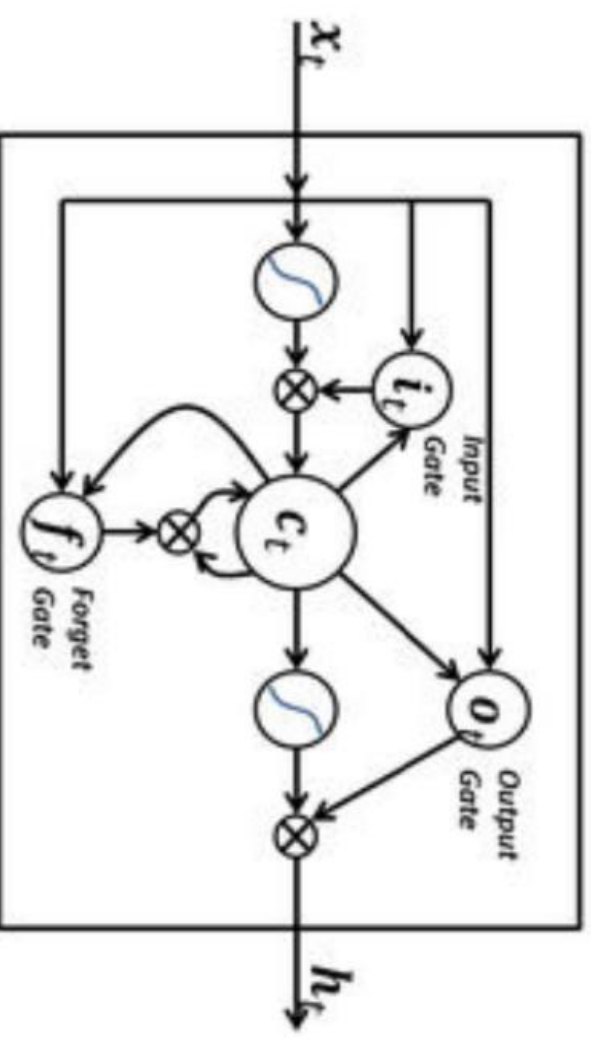 x_t
i_t
Input
Gate
c_t
f_t
Forget
Gate
o_t
Output
Gate
h_t